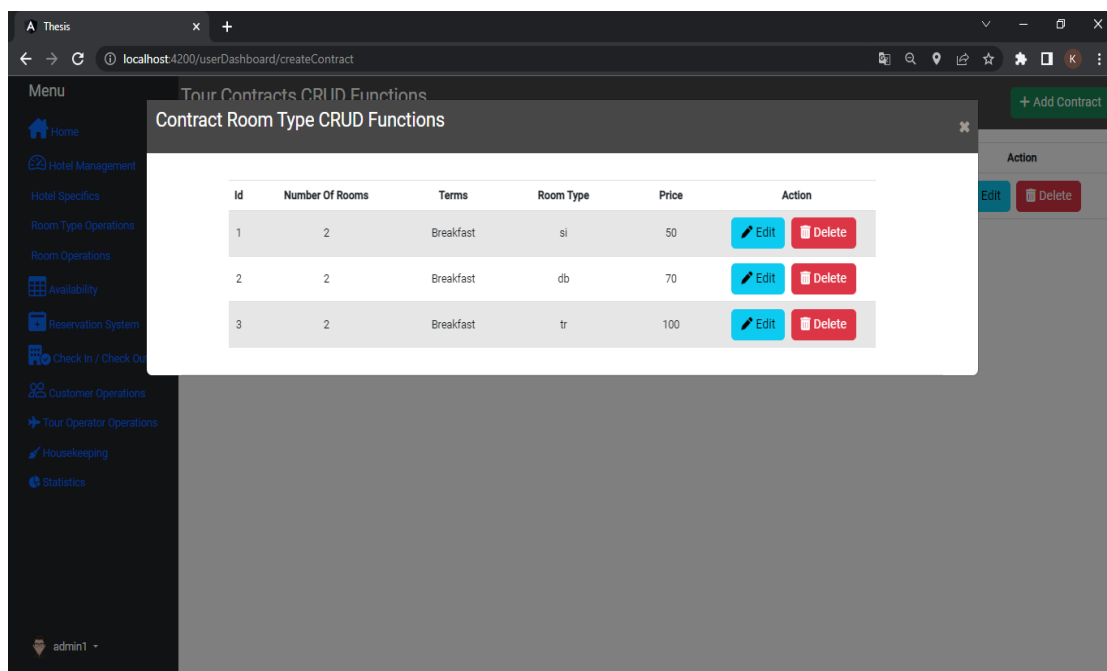 Thesis
localhost:4200/userDashboard/createContract
K
Menu
Tour Contracts CRUD Functions
+ Add Contract
Contract Room Type CRUD Functions
Home
Hotel Management
Hotel Specifics
Room Type Operations
Room Operations
Availability
Reservation System
Check In / Check Ou
Customer Operations
Tour Operator Operations
Housekeeping
Statistics
Action
Edit Delete
Id Number Of Rooms Terms Room Type Price Action
1 2 Breakfast si 50 Edit Delete
2 2 Breakfast db 70 Edit Delete
3 2 Breakfast tr 100 Edit Delete
admin1